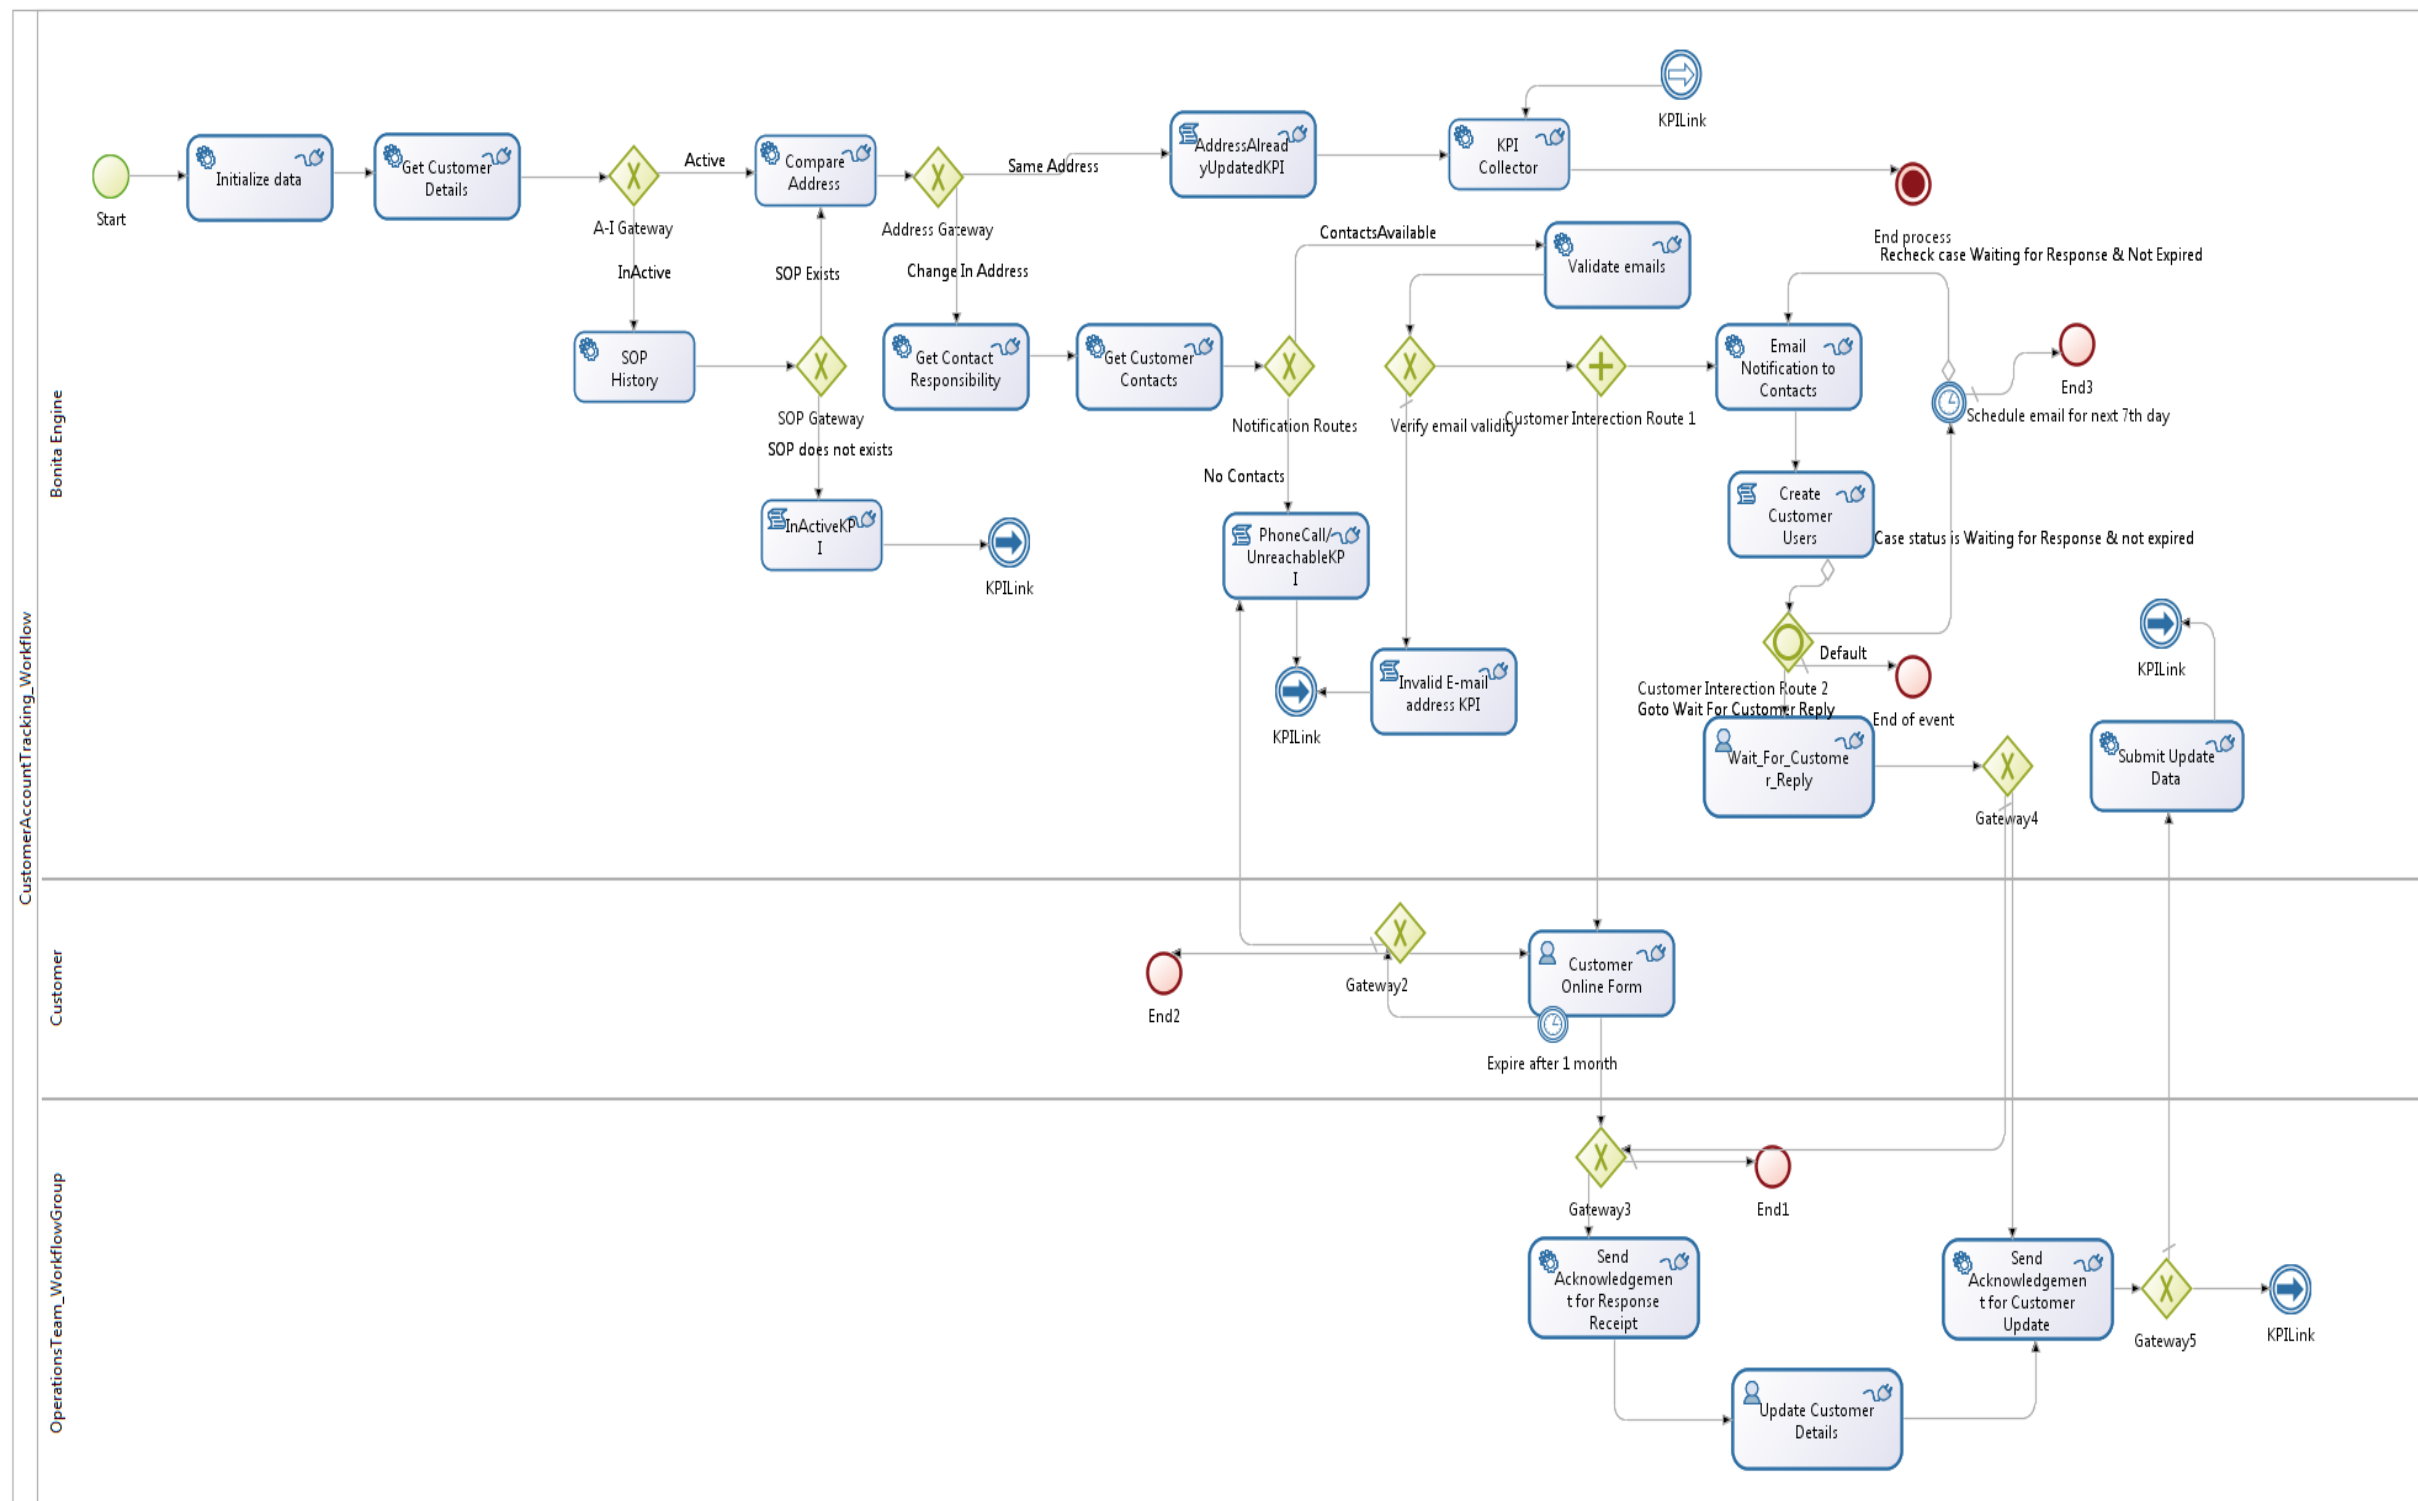 CustomerAccountTracking_Workflow
Bonita Engine
Start
Initialize data
Get Customer
Details
A-I Gateway
Active
InActive
Compare
Address
SOP Exists
Address Gateway
Same Address
Change In Address
AddressAlread
yUpdatedKPI
KPI
Collector
KPILink
End process
SOP
History
SOP Gateway
SOP does not exists
InActiveKP
I
KPILink
Get Contact
Responsibility
Get Customer
Contacts
Notification Routes
ContactsAvailable
No Contacts
Validate emails
Verify email validity
Customer Interection Route 1
Email
Notification to
Contacts
Recheck case Waiting for Response & Not Expired
End3
Schedule email for next 7th day
Create
Customer
Users
Case status is Waiting for Response & not expired
PhoneCall/
UnreachableKP
I
KPILink
Invalid E-mail
address KPI
Default
End of event
Customer Interection Route 2
Goto Wait For Customer Reply
Wait_For_Custome
r_Reply
Gateway4
KPILink
Submit Update
Data
Customer
End2
Gateway2
Customer
Online Form
Expire after 1 month
OperationsTeam_WorkflowGroup
Gateway3
End1
Send
Acknowledgemen
t for Response
Receipt
Update Customer
Details
Send
Acknowledgemen
t for Customer
Update
Gateway5
KPILink